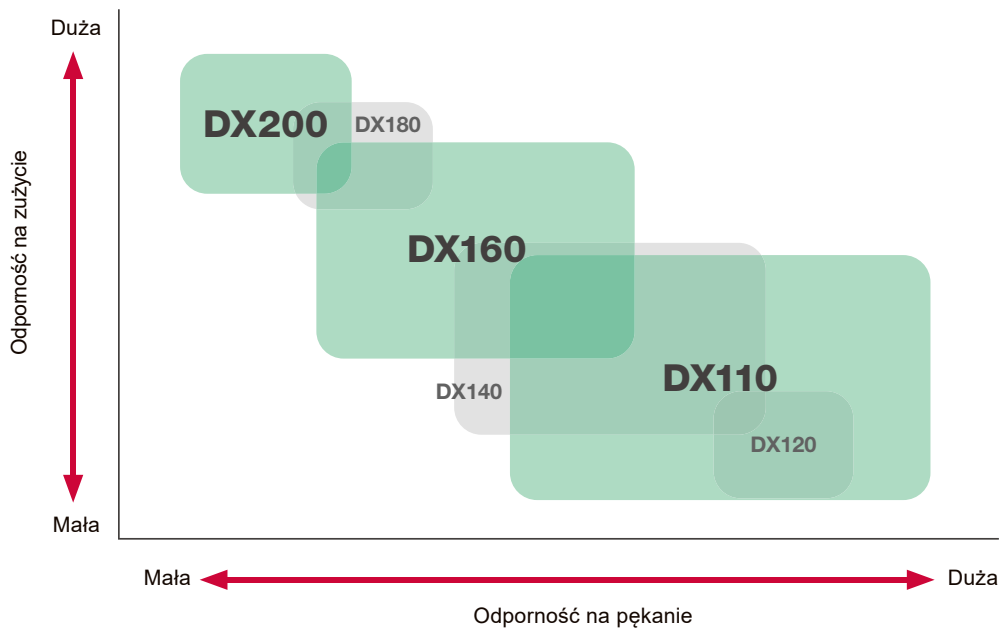 Duża
DX200
DX180
Odporność na zużycie
DX160
DX110
DX140
DX120
Mała
Mała
Duża
Odporność na pękanie